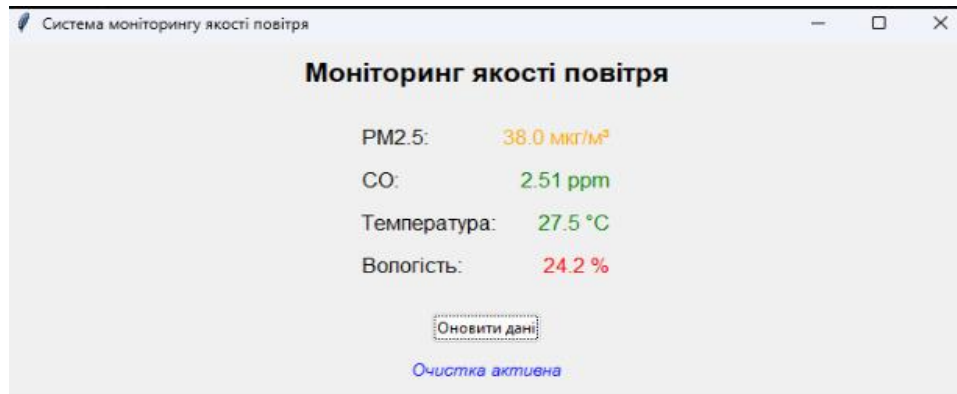 Система моніторингу якості повітря
Моніторинг якості повітря
PM2.5: 38.0 мкг/м³
CO: 2.51 ppm
Температура: 27.5 °C
Вологість: 24.2 %
Оновити дані
Очистка активна